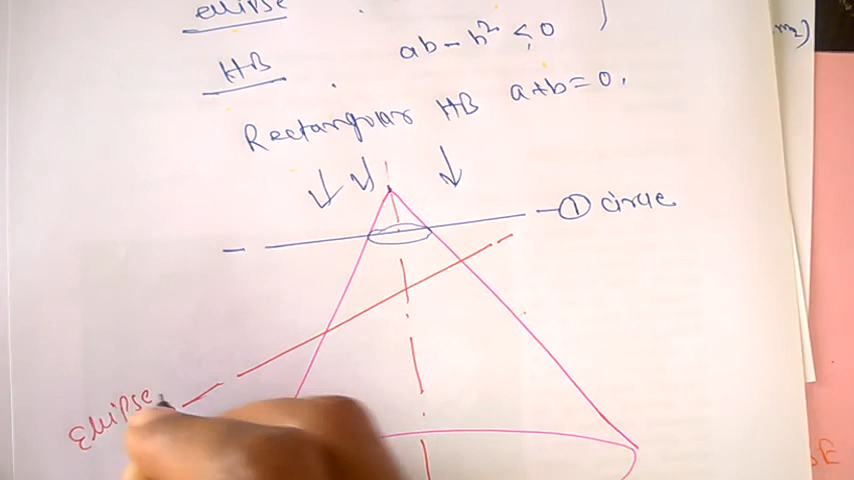 ellipse
HB ab - h² ≤ 0
Rectangular HB a+b = 0.
① circle
Ellipse